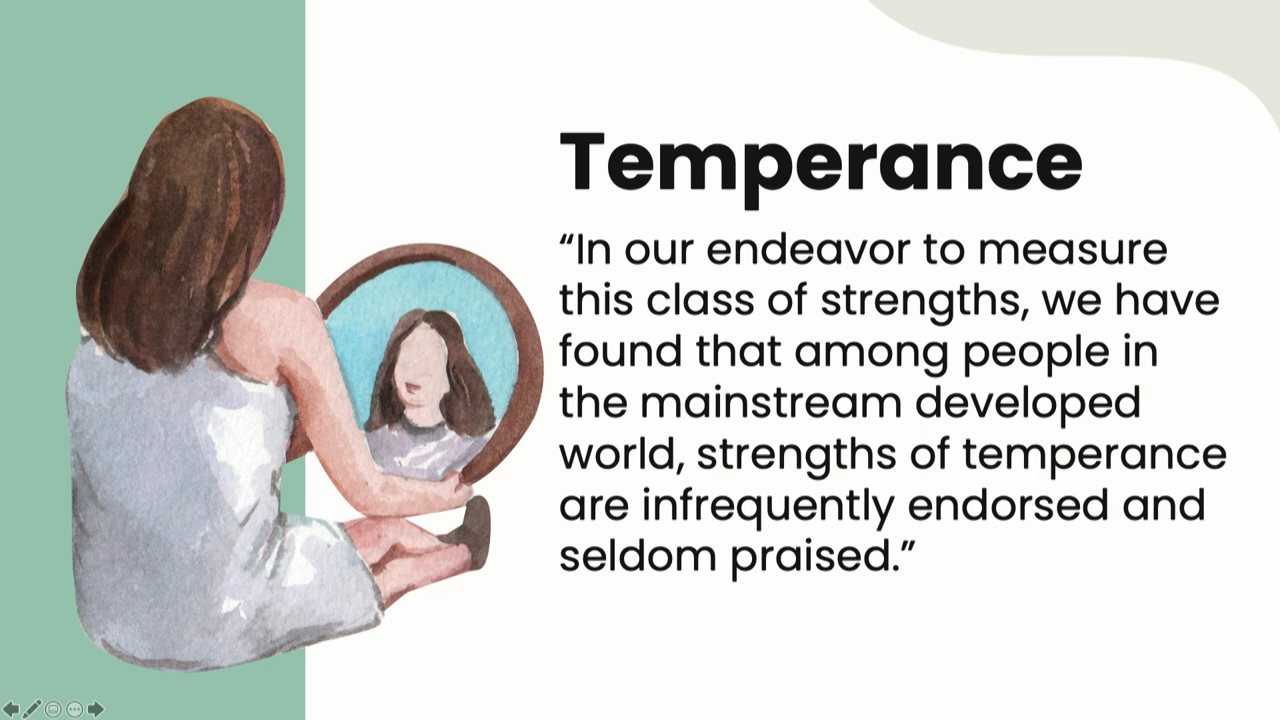 Temperance
“In our endeavor to measure
this class of strengths, we have
found that among people in
the mainstream developed
world, strengths of temperance
are infrequently endorsed and
seldom praised.”